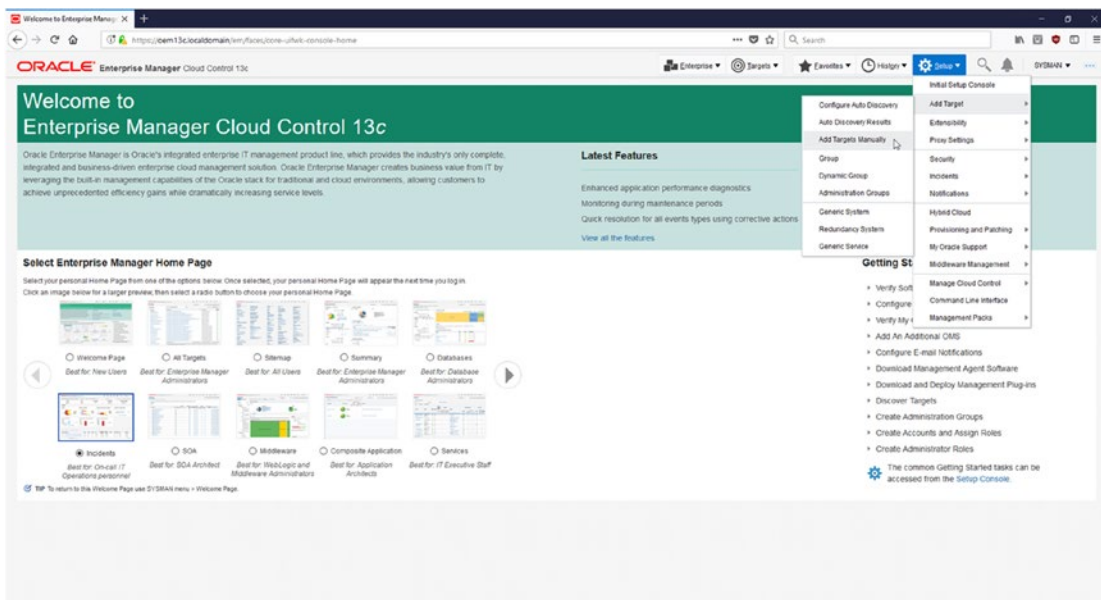 Welcome to Enterprise Manag
https://oem13c.localdomain/em/faces/core-uifwk-console-home
Search
ORACLE Enterprise Manager Cloud Control 13c
Enterprise
Targets
Favorites
History
Setup
SYSMAN
Welcome to
Enterprise Manager Cloud Control 13c
Oracle Enterprise Manager is Oracle's integrated enterprise IT management product line, which provides the industry's only complete,
integrated and business-driven enterprise cloud management solution. Oracle Enterprise Manager creates business value from IT by
leveraging the built-in management capabilities of the Oracle stack for traditional and cloud environments, allowing customers to
achieve unprecedented efficiency gains while dramatically increasing service levels.
Latest Features
Enhanced application performance diagnostics
Monitoring during maintenance periods
Quick resolution for all events types using corrective actions
View all the features
Configure Auto Discovery
Auto Discovery Results
Add Targets Manually
Group
Dynamic Group
Administration Groups
Generic System
Redundancy System
Generic Service
Initial Setup Console
Add Target
Extensibility
Proxy Settings
Security
Incidents
Notifications
Hybrid Cloud
Provisioning and Patching
My Oracle Support
Middleware Management
Manage Cloud Control
Command Line Interface
Management Packs
Select Enterprise Manager Home Page
Select your personal Home Page from one of the options below. Once selected, your personal Home Page will appear the next time you log in.
Click an image below for a larger preview, then select a radio button to choose your personal Home Page.
Welcome Page
Best for: New Users
All Targets
Best for: Enterprise Manager
Administrators
Sitemap
Best for: All Users
Summary
Best for: Enterprise Manager
Administrators
Databases
Best for: Database
Administrators
Incidents
Best for: On-call IT
Operations personnel
SOA
Best for: SOA Architect
Middleware
Best for: WebLogic and
Middleware Administrators
Composite Application
Best for: Application
Architects
Services
Best for: IT Executive Staff
TIP To return to this Welcome Page use SYSMAN menu > Welcome Page.
Getting St
Verify Soft
Configure
Verify My
Add An Additional OMS
Configure E-mail Notifications
Download Management Agent Software
Download and Deploy Management Plug-ins
Discover Targets
Create Administration Groups
Create Accounts and Assign Roles
Create Administrator Roles
The common Getting Started tasks can be
accessed from the Setup Console.